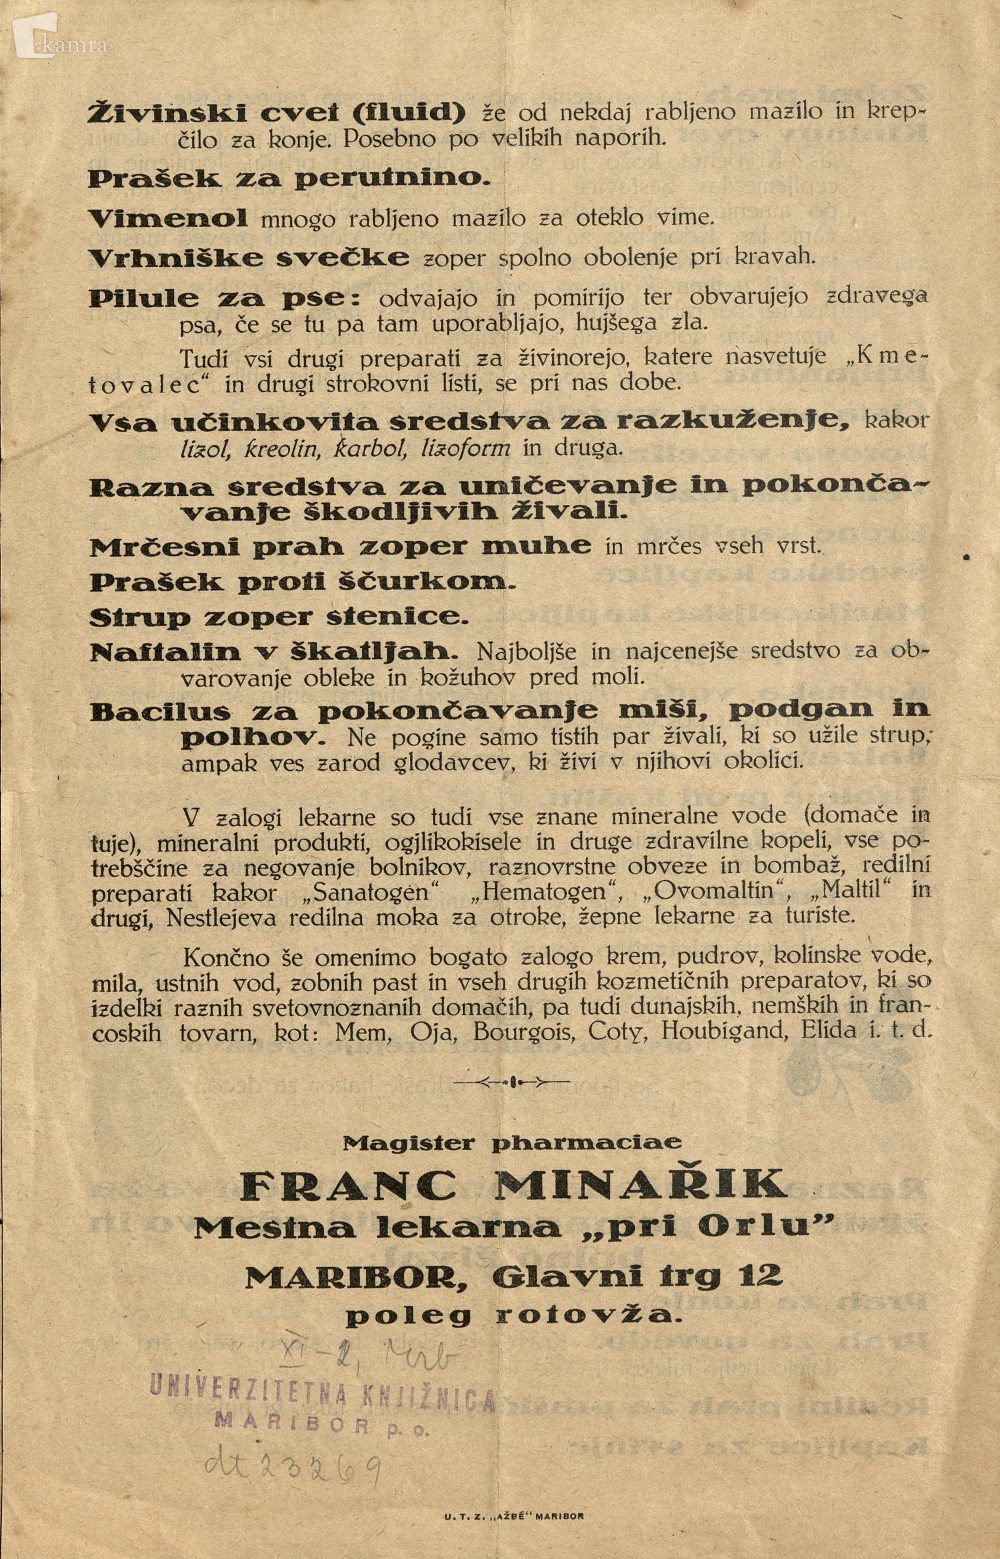 kamra
Živinski cvet (fluid) že od nekdaj rabljeno mazilo in krep-
čilo za konje. Posebno po velikih naporih.
Prašek za perutnino.
Vimenol mnogo rabljeno mazilo za oteklo vime.
Vrhniške svečke zoper spolno obolenje pri kravah.
Pilule za pse: odvajajo in pomirijo ter obvarujejo zdravega
psa, če se tu pa tam uporabljajo, hujšega zla.
Tudi vsi drugi preparati za živinorejo, katere nasvetuje „Kme-
tovalec“ in drugi strokovni listi, se pri nas dobe.
Vsa učinkovita sredstva za razkuženje, kakor
lizol, kreolin, karbol, lizoform in druga.
Razna sredstva za uničevanje in pokonča-
vanje škodljivih živali.
Mrčesni prah zoper muhe in mrčes vseh vrst.
Prašek proti ščurkom.
Strup zoper stenice.
Naftalin v škatljah. Najboljše in najcenejše sredstvo za ob-
varovanje obleke in kožuhov pred moli.
Bacilus za pokončavanje miši, podgan in
polhov. Ne pogine samo tistih par živali, ki so užile strup,
ampak ves zarod glodavcev, ki živi v njihovi okolici.
V zalogi lekarne so tudi vse znane mineralne vode (domače in
tuje), mineralni produkti, ogjlikokisele in druge zdravilne kopeli, vse po-
trebščine za negovanje bolnikov, raznovrstne obveze in bombaž, redilni
preparati kakor „Sanatogen“ „Hematogen“, „Ovomaltin“, „Maltil“ in
drugi, Nestlejeva redilna moka za otroke, žepne lekarne za turiste.
Končno še omenimo bogato zalogo krem, pudrov, kolinske vode,
mila, ustnih vod, zobnih past in vseh drugih kozmetičnih preparatov, ki so
izdelki raznih svetovnoznanih domačih, pa tudi dunajskih, nemških in fran-
coskih tovarn, kot: Mem, Oja, Bourgois, Coty, Houbigand, Elida i. t. d.
Magister pharmaciae
FRANC MINAŘIK
Mestna lekarna „pri Orlu”
MARIBOR, Glavni trg 12
poleg rotovža.
XI-2,
UNIVERZITETNA KNJIŽNICA
MARIBOR p. o.
dt 23269
U. T. Z. „AŽBÉ“ MARIBOR